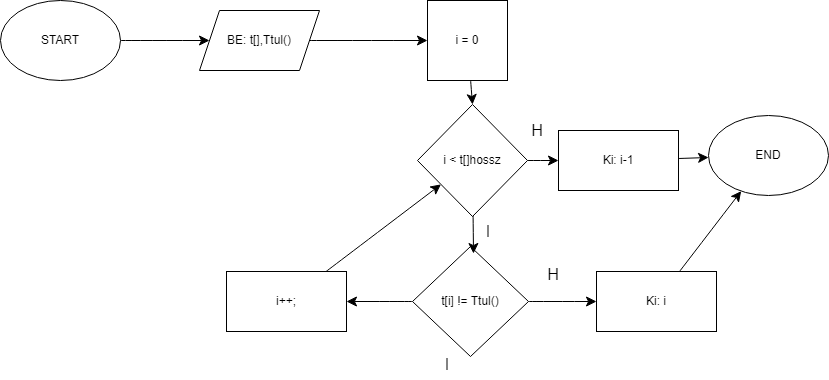 START
BE: t[],Ttul()
i = 0
H
i < t[]hossz
Ki: i-1
END
I
H
i++;
t[i] != Ttul()
Ki: i
I